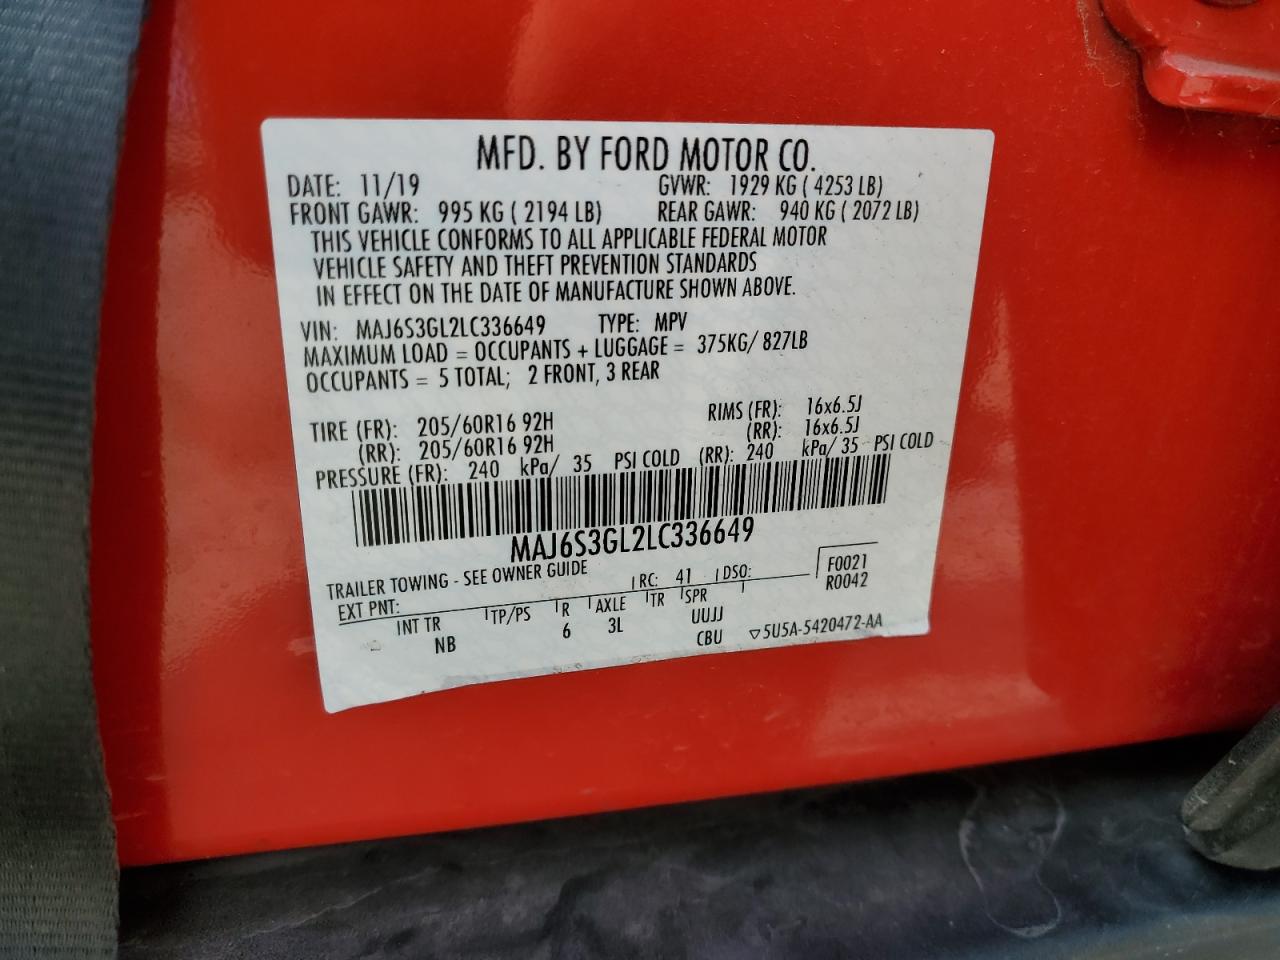 MFD. BY FORD MOTOR CO.
DATE: 11/19 GVWR: 1929 KG ( 4253 LB)
FRONT GAWR: 995 KG ( 2194 LB) REAR GAWR: 940 KG ( 2072 LB)
THIS VEHICLE CONFORMS TO ALL APPLICABLE FEDERAL MOTOR
VEHICLE SAFETY AND THEFT PREVENTION STANDARDS
IN EFFECT ON THE DATE OF MANUFACTURE SHOWN ABOVE.
VIN: MAJ6S3GL2LC336649 TYPE: MPV
MAXIMUM LOAD = OCCUPANTS + LUGGAGE = 375KG/ 827LB
OCCUPANTS = 5 TOTAL; 2 FRONT, 3 REAR
TIRE (FR): 205/60R16 92H RIMS (FR): 16x6.5J
(RR): 205/60R16 92H (RR): 16x6.5J
PRESSURE (FR): 240 kPa/ 35 PSI COLD (RR): 240 kPa/ 35 PSI COLD
MAJ6S3GL2LC336649
TRAILER TOWING - SEE OWNER GUIDE
EXT PNT: RC: 41 DSO: F0021
R0042
INT TR TP/PS R AXLE TR SPR
NB 6 3L UUJJ
CBU ▽5U5A-5420472-AA